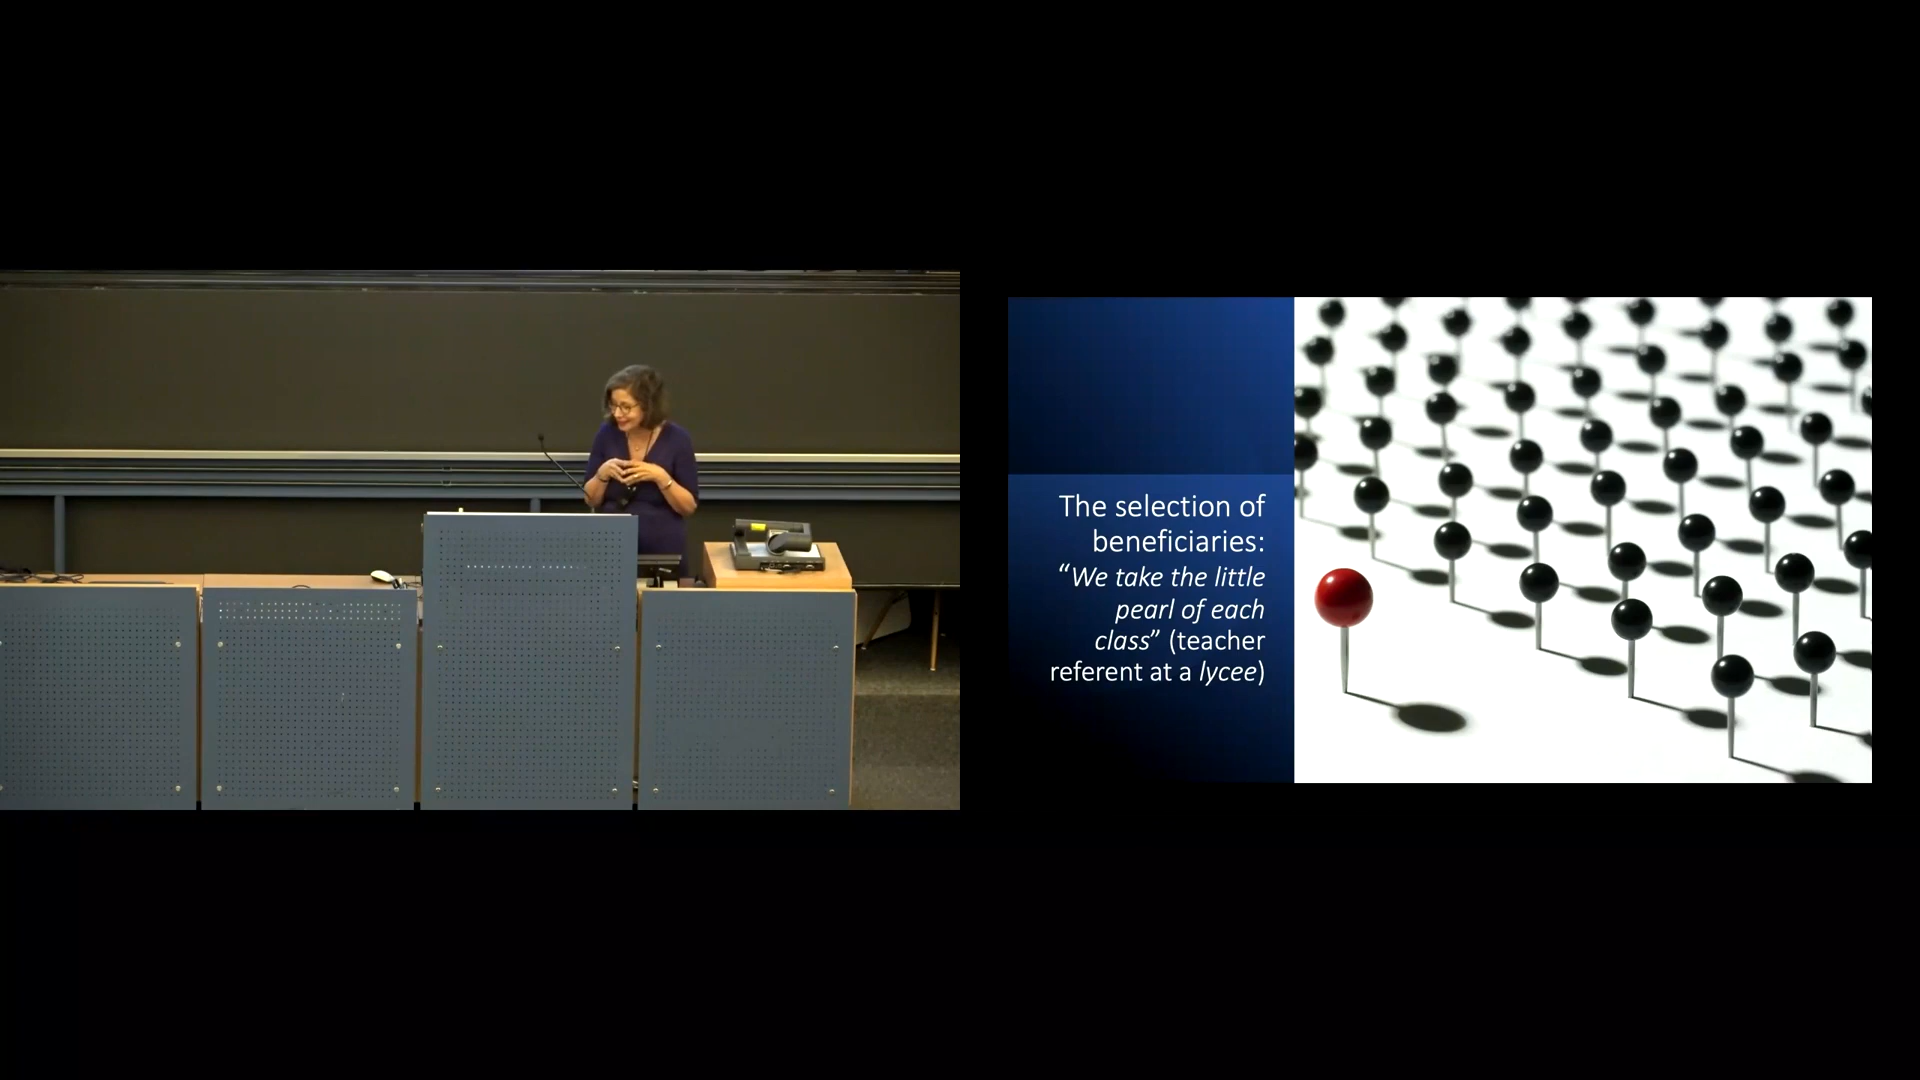 The selection of
beneficiaries:
“We take the little
pearl of each
class” (teacher
referent at a lycee)